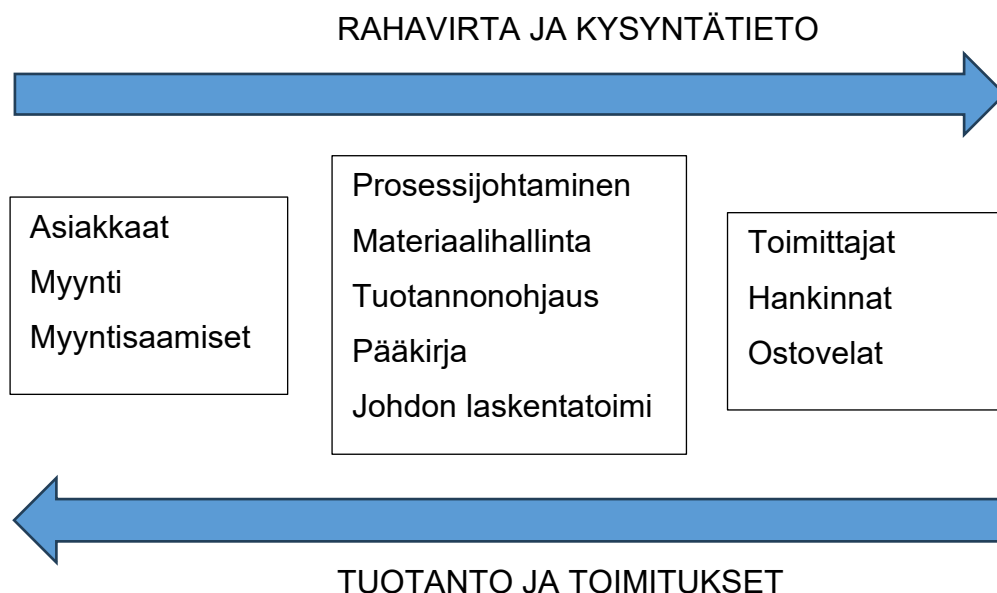 RAHAVIRTA JA KYSYNTÄTIETO
Asiakkaat
Myynti
Myyntisaamiset
Prosessijohtaminen
Materiaalihallinta
Tuotannonohjaus
Pääkirja
Johdon laskentatoimi
Toimittajat
Hankinnat
Ostovelat
TUOTANTO JA TOIMITUKSET